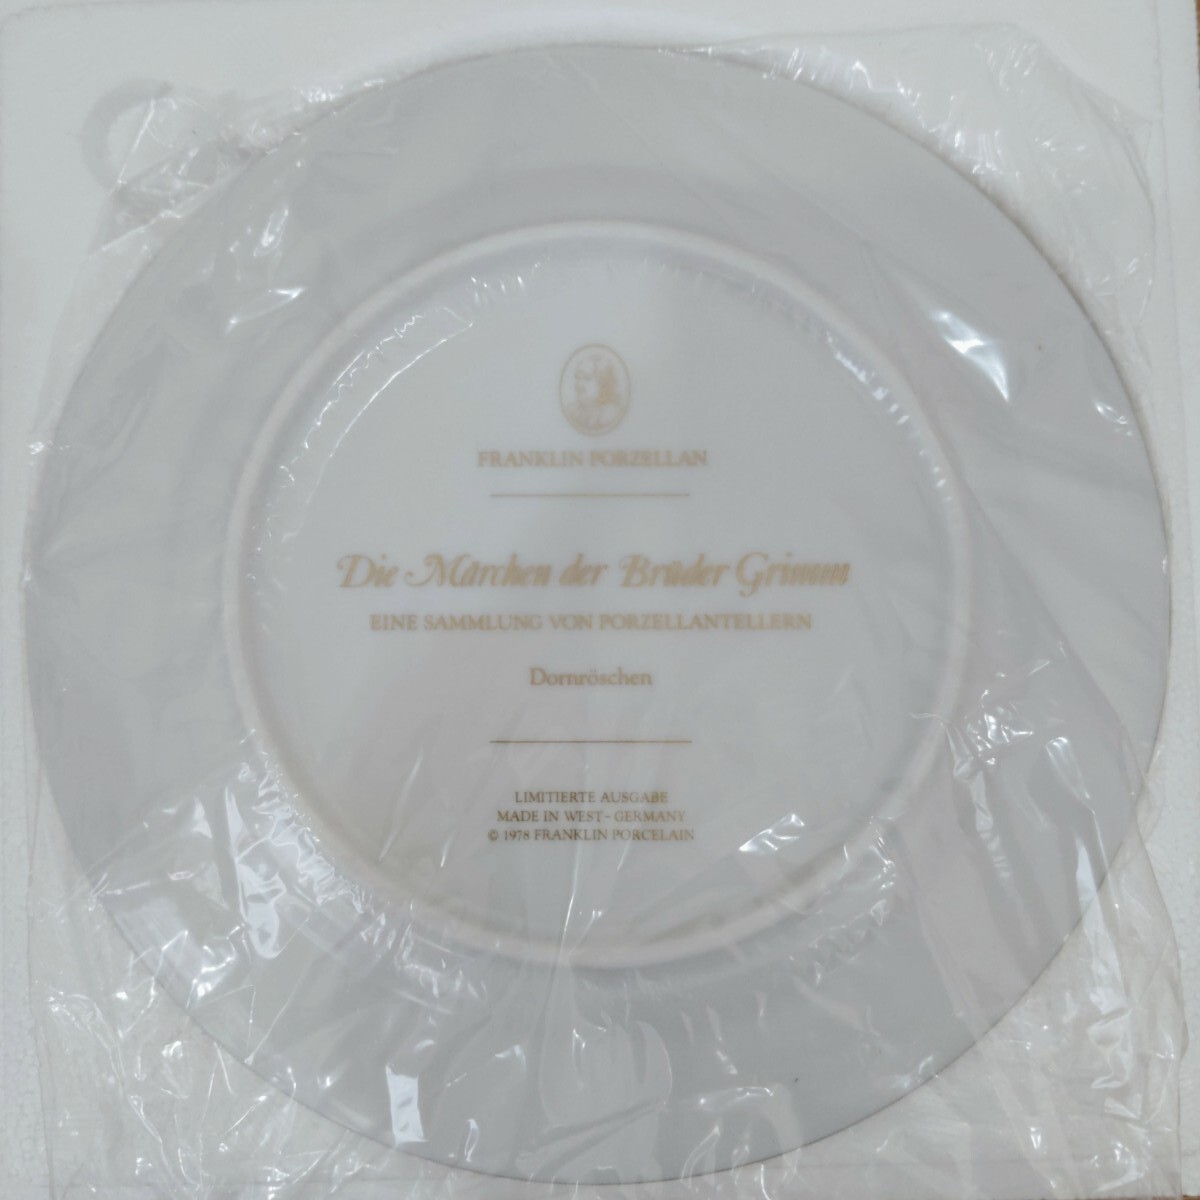 FRANKLIN PORZELLAN
Die Märchen der Brüder Grimm
EINE SAMMLUNG VON PORZELLANTELLERN
Dornröschen
LIMITIERTE AUSGABE
MADE IN WEST-GERMANY
© 1978 FRANKLIN PORCELAIN